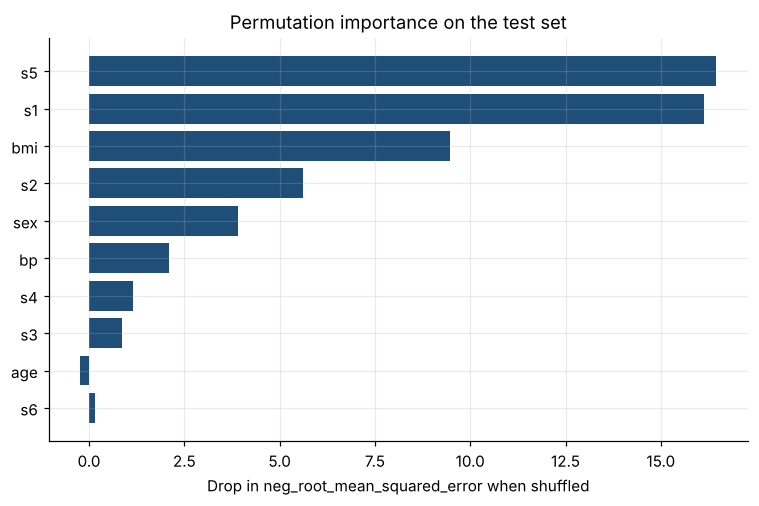 Permutation importance on the test set
s5
s1
bmi
s2
sex
bp
s4
s3
age
s6
0.0 2.5 5.0 7.5 10.0 12.5 15.0
Drop in neg_root_mean_squared_error when shuffled